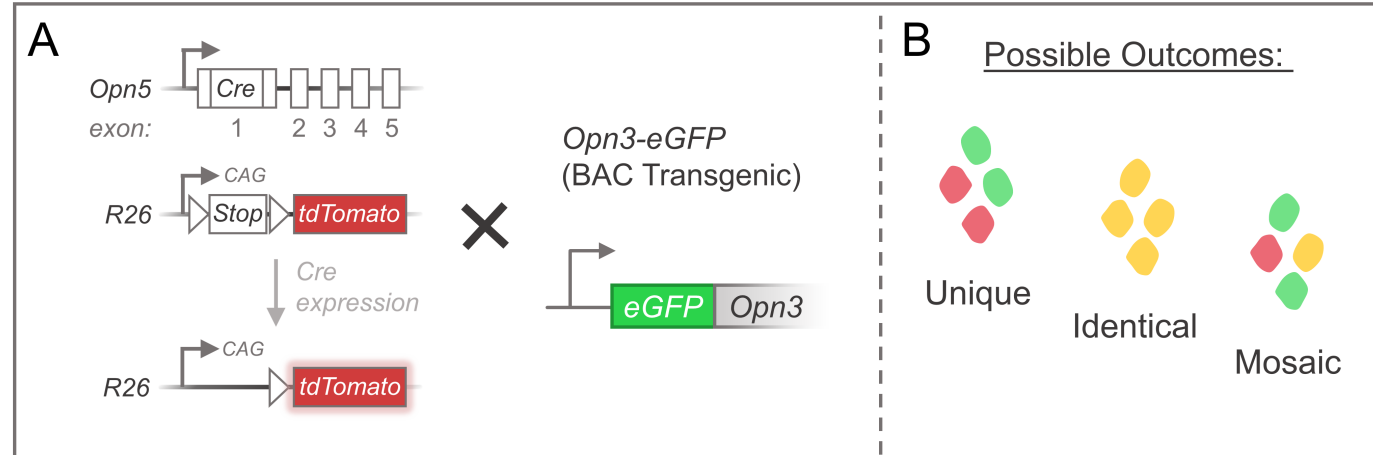 A
Opn5
Cre
exon:
1 2 3 4 5
CAG
R26
Stop
tdTomato
Cre
expression
CAG
R26
tdTomato
Opn3-eGFP
(BAC Transgenic)
eGFP
Opn3
B
Possible Outcomes:
Unique
Identical
Mosaic